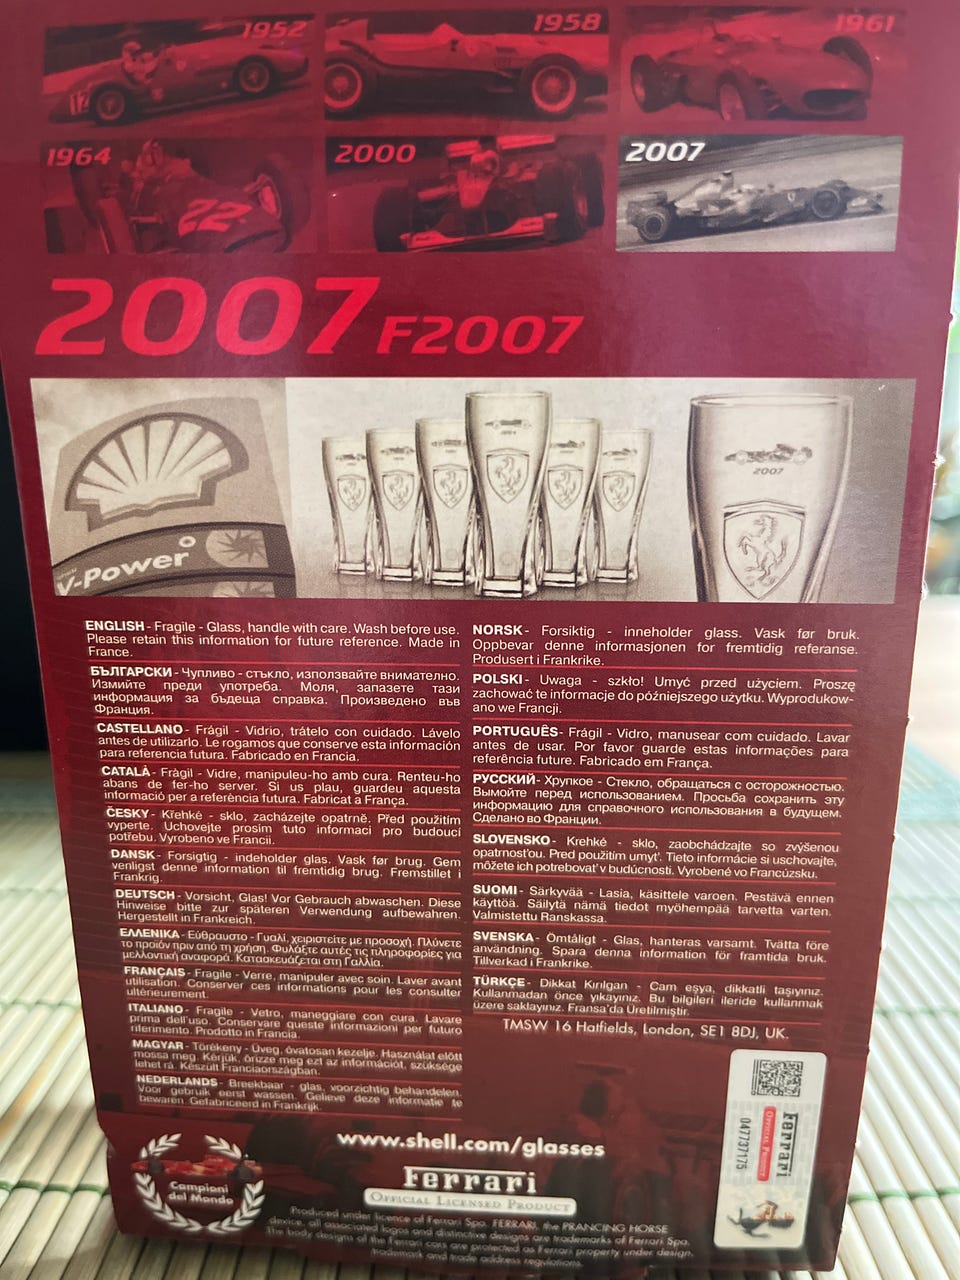 1952
1958
1961
12
1964
22
2000
2007
2007 F2007
V-Power
2007
ENGLISH - Fragile - Glass, handle with care. Wash before use.
Please retain this information for future reference. Made in
France.
БЪЛГАРСКИ - Чупливо - стъкло, използвайте внимателно.
Измийте преди употреба. Моля, запазете тази
информация за бъдеща справка. Произведено във
Франция.
CASTELLANO - Frágil - Vidrio, trátelo con cuidado. Lávelo
antes de utilizarlo. Le rogamos que conserve esta información
para referencia futura. Fabricado en Francia.
CATALÀ - Fràgil - Vidre, manipuleu-ho amb cura. Renteu-ho
abans de fer-ho server. Si us plau, guardeu aquesta
informació per a referència futura. Fabricat a França.
ČESKY - Křehké - sklo, zacházejte opatrně. Před použitím
vyperte. Uchovejte prosím tuto informaci pro budoucí
potřebu. Vyrobeno ve Francii.
DANSK - Forsigtig - indeholder glas. Vask før brug. Gem
venligst denne information til fremtidig brug. Fremstillet i
Frankrig.
DEUTSCH - Vorsicht, Glas! Vor Gebrauch abwaschen. Diese
Hinweise bitte zur späteren Verwendung aufbewahren.
Hergestellt in Frankreich.
ΕΛΛΕΝΙΚΑ - Εύθραυστο - Γυαλί, χειριστείτε με προσοχή. Πλύνετε
το προϊόν πριν από τη χρήση. Φυλάξτε αυτές τις πληροφορίες για
μελλοντική αναφορά. Κατασκευάζεται στη Γαλλία.
FRANÇAIS - Fragile - Verre, manipuler avec soin. Laver avant
utilisation. Conserver ces informations pour les consulter
ultérieurement.
ITALIANO - Fragile - Vetro, maneggiare con cura. Lavare
prima dell'uso. Conservare queste informazioni per futuro
riferimento. Prodotto in Francia.
MAGYAR - Törékeny - Üveg, óvatosan kezelje. Használat előtt
mossa meg. Kérjük, őrizze meg ezt az információt, szüksége
lehet rá. Készült Franciaországban.
NEDERLANDS - Breekbaar - glas, voorzichtig behandelen.
Voor gebruik eerst wassen. Gelieve deze informatie te
bewaren. Gefabriceerd in Frankrijk.
NORSK - Forsiktig - inneholder glass. Vask før bruk.
Oppbevar denne informasjonen for fremtidig referanse.
Produsert i Frankrike.
POLSKI - Uwaga - szkło! Umyć przed użyciem. Proszę
zachować te informacje do późniejszego użytku. Wyprodukow-
ano we Francji.
PORTUGUÊS - Frágil - Vidro, manusear com cuidado. Lavar
antes de usar. Por favor guarde estas informações para
referência futura. Fabricado em França.
РУССКИЙ - Хрупкое - Стекло, обращаться с осторожностью.
Вымойте перед использованием. Просьба сохранить эту
информацию для справочного использования в будущем.
Сделано во Франции.
SLOVENSKO - Krehké - sklo, zaobchádzajte so zvýšenou
opatrnosťou. Pred použitím umyť. Tieto informácie si uschovajte,
môžete ich potrebovať v budúcnosti. Vyrobené vo Francúzsku.
SUOMI - Särkyvää - Lasia, käsittele varoen. Pestävä ennen
käyttöä. Säilytä nämä tiedot myöhempää tarvetta varten.
Valmistettu Ranskassa.
SVENSKA - Ömtåligt - Glas, hanteras varsamt. Tvätta före
användning. Spara denna information för framtida bruk.
Tillverkad i Frankrike.
TÜRKÇE - Dikkat Kırılgan - Cam eşya, dikkatli taşıyınız.
Kullanmadan önce yıkayınız. Bu bilgileri ileride kullanmak
üzere saklayınız. Fransa'da Üretilmiştir.
TMSW 16 Hatfields, London, SE1 8DJ, UK.
www.shell.com/glasses
Campioni
del Mondo
Ferrari
OFFICIAL LICENSED PRODUCT
Produced under licence of Ferrari Spa. FERRARI, the PRANCING HORSE
device, all associated logos and distinctive designs are trademarks of Ferrari Spa.
The body designs of the Ferrari cars are protected as Ferrari property under design,
trademark and trade address regulations.
Ferrari
OFFICIAL PRODUCT
047737175